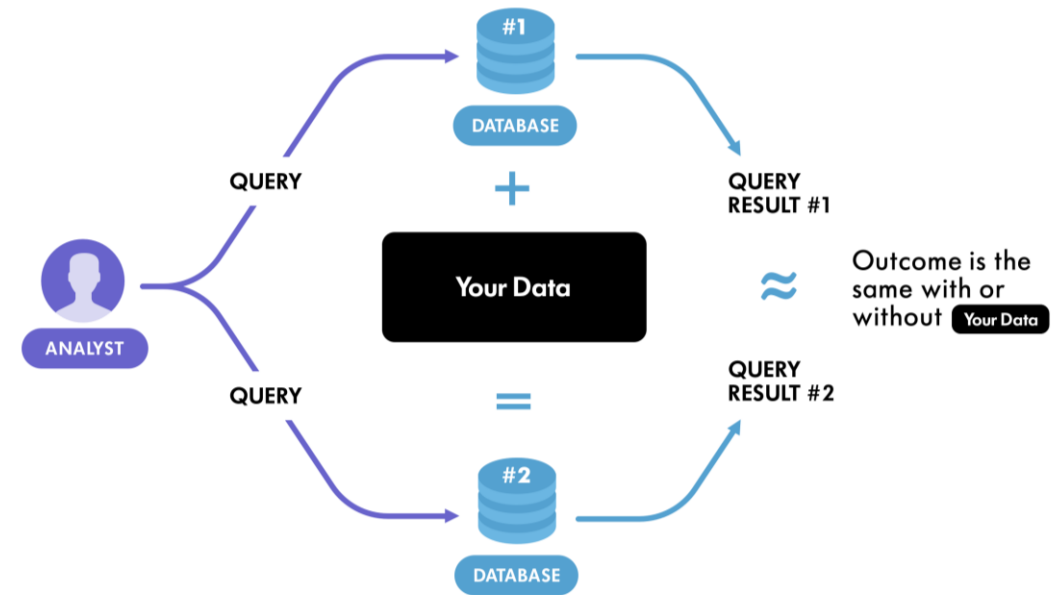 #1
DATABASE
+
QUERY
QUERY
RESULT #1
Your Data
≈
Outcome is the
same with or
without Your Data
ANALYST
QUERY
=
QUERY
RESULT #2
#2
DATABASE